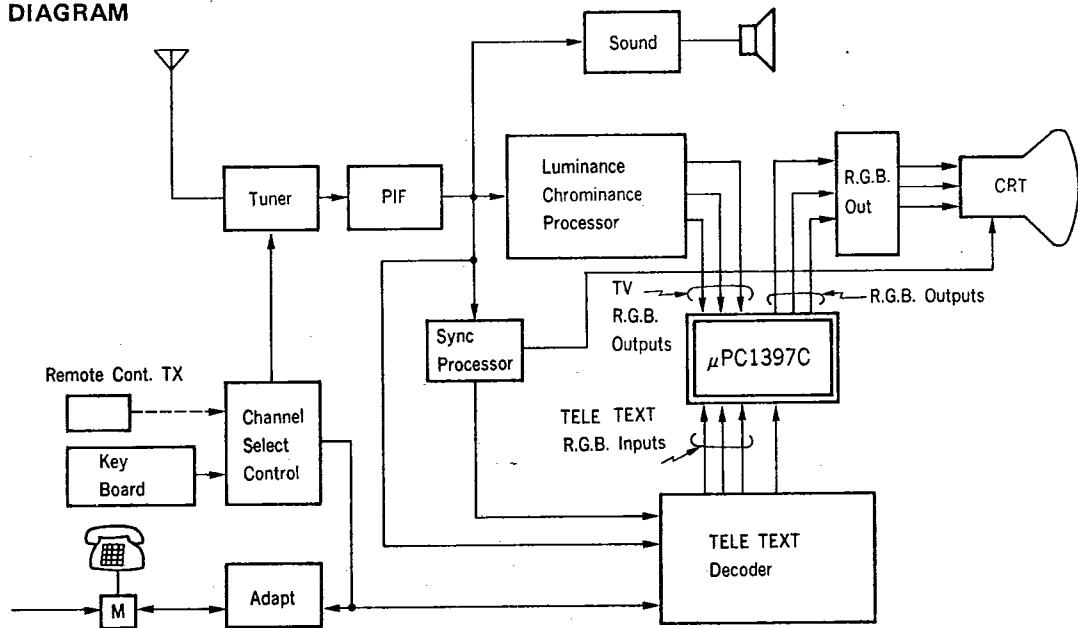 DIAGRAM
Sound
Tuner
PIF
Luminance
Chrominance
Processor
R.G.B.
Out
CRT
TV
R.G.B.
Outputs
R.G.B. Outputs
Sync
Processor
μPC1397C
Remote Cont. TX
Channel
Select
Control
Key
Board
TELE TEXT
R.G.B. Inputs
TELE TEXT
Decoder
M
Adapt